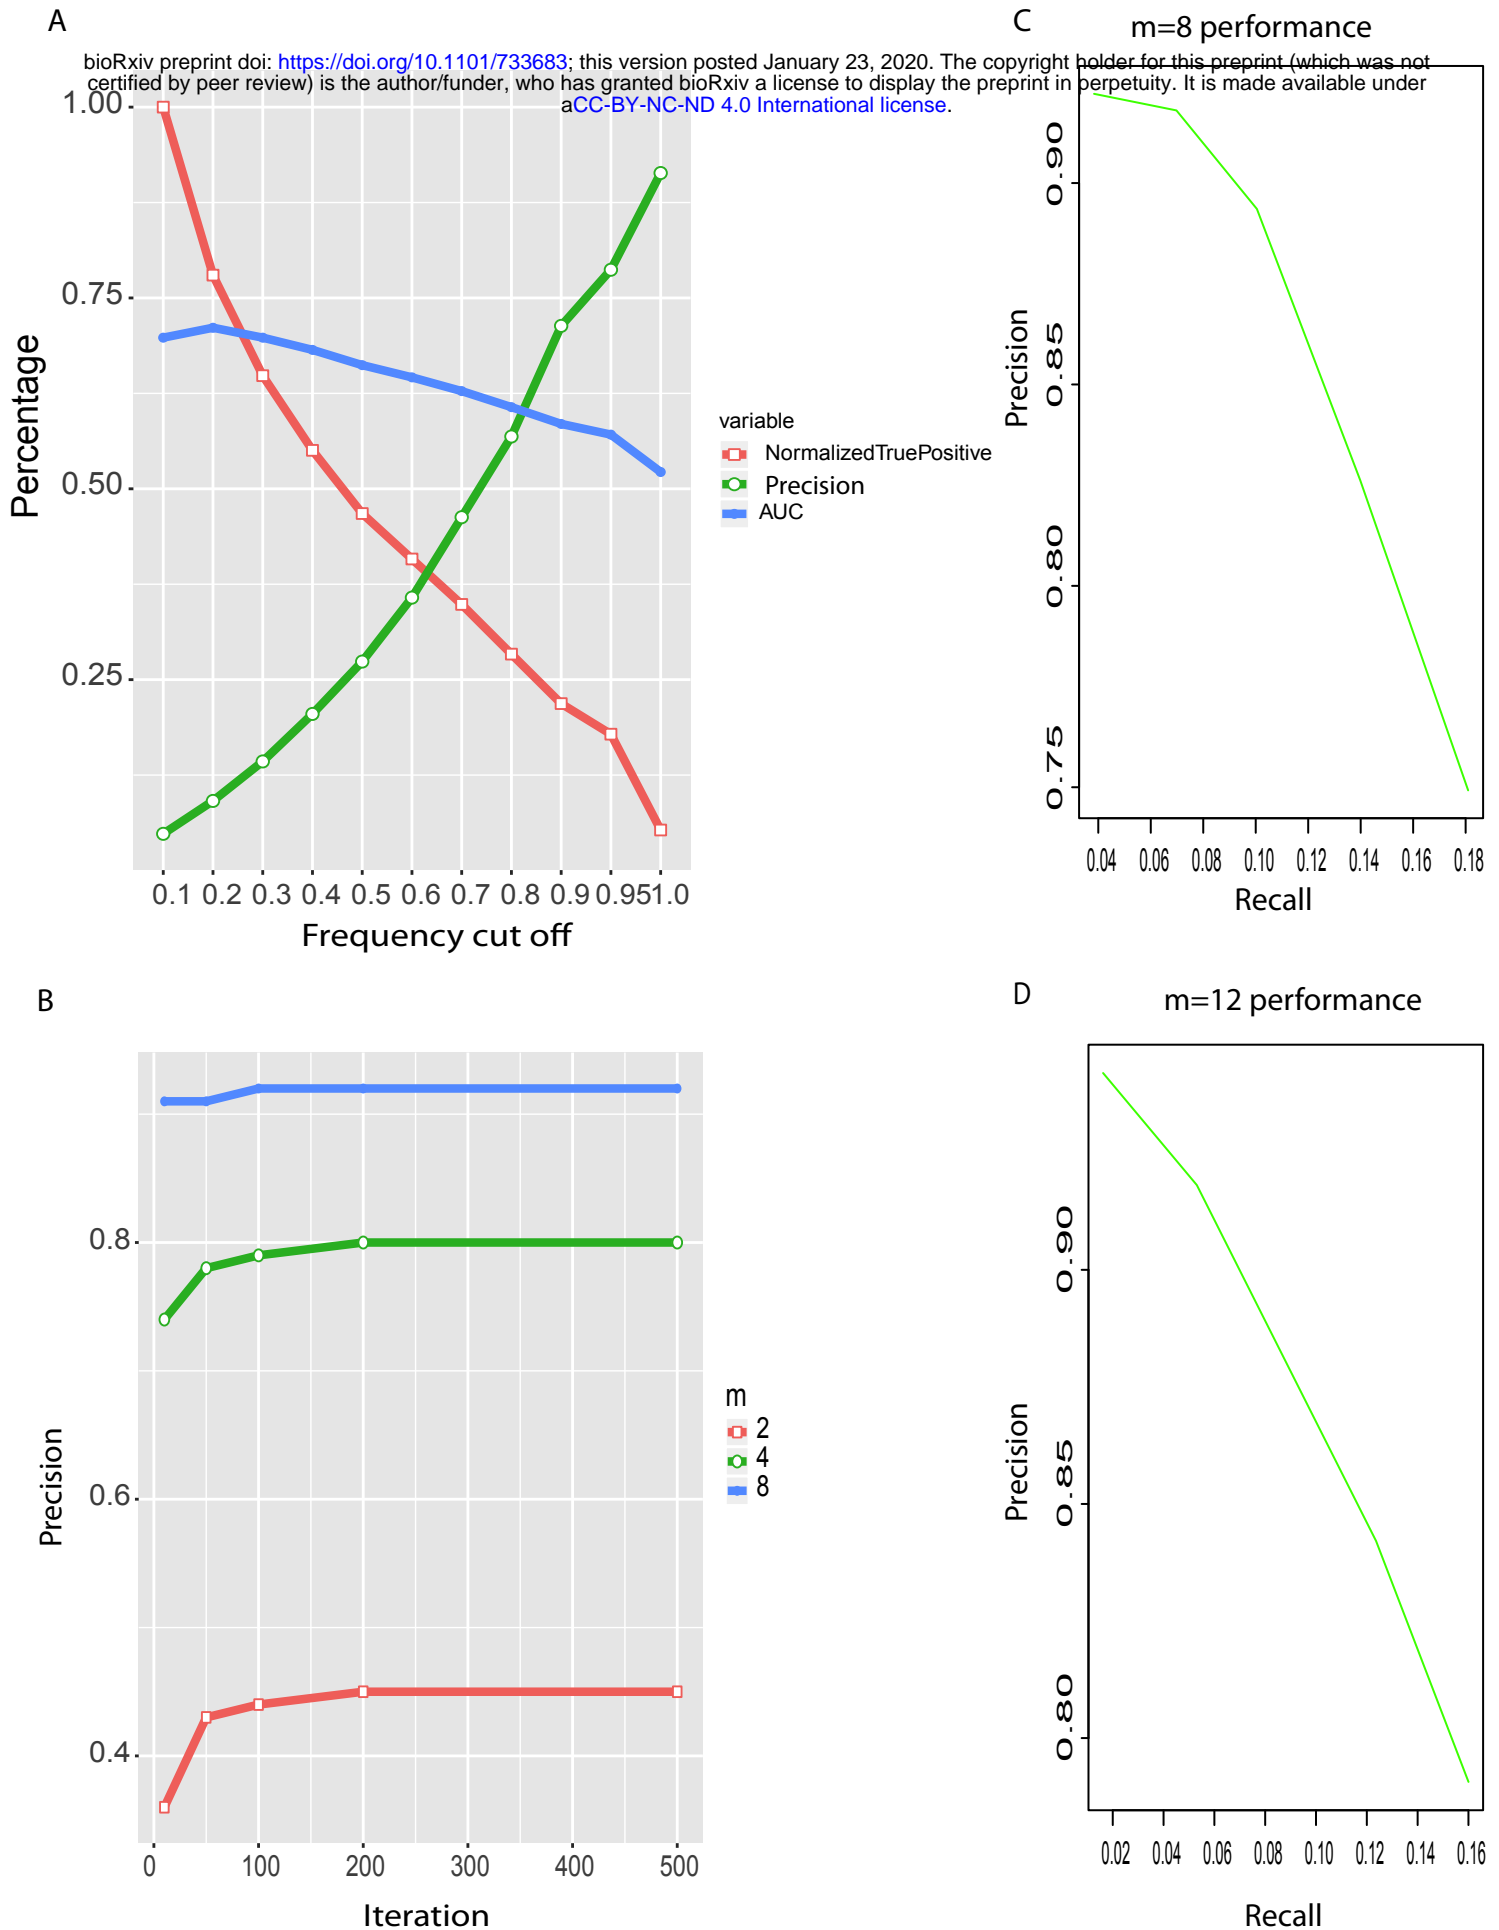 A
C
m=8 performance
bioRxiv preprint doi: https://doi.org/10.1101/733683; this version posted January 23, 2020. The copyright holder for this preprint (which was not
certified by peer review) is the author/funder, who has granted bioRxiv a license to display the preprint in perpetuity. It is made available under
aCC-BY-NC-ND 4.0 International license.
Percentage
1.00
0.75
0.50
0.25
0.1 0.2 0.3 0.4 0.5 0.6 0.7 0.8 0.9 0.95 1.0
Frequency cut off
variable
NormalizedTruePositive
Precision
AUC
Precision
0.90
0.85
0.80
0.75
0.04 0.06 0.08 0.10 0.12 0.14 0.16 0.18
Recall
B
Precision
0.8
0.6
0.4
0 100 200 300 400 500
Iteration
m
2
4
8
D
m=12 performance
Precision
0.90
0.85
0.80
0.02 0.04 0.06 0.08 0.10 0.12 0.14 0.16
Recall